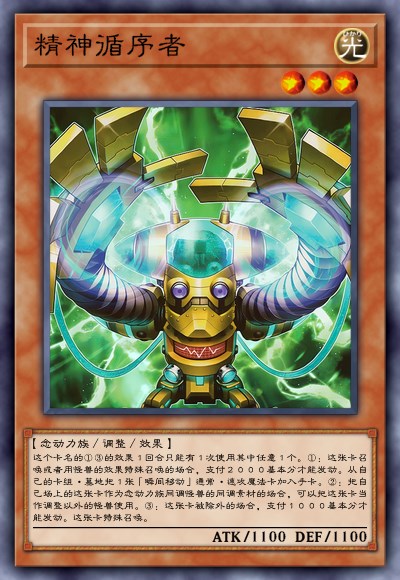 精神循序者
光
【念动力族／调整／效果】
这个卡名的①③的效果1回合只能有1次使用其中任意1个。①：这张卡召
唤或者用怪兽的效果特殊召唤的场合，支付2000基本分才能发动。从自
己的卡组·墓地把1张「瞬间移动」通常·速攻魔法卡加入手卡。②：把自
己场上的这张卡作为念动力族同调怪兽的同调素材的场合，可以把这张卡当
作调整以外的怪兽使用。③：这张卡被除外的场合，支付1000基本分才
能发动。这张卡特殊召唤。
ATK/1100 DEF/1100